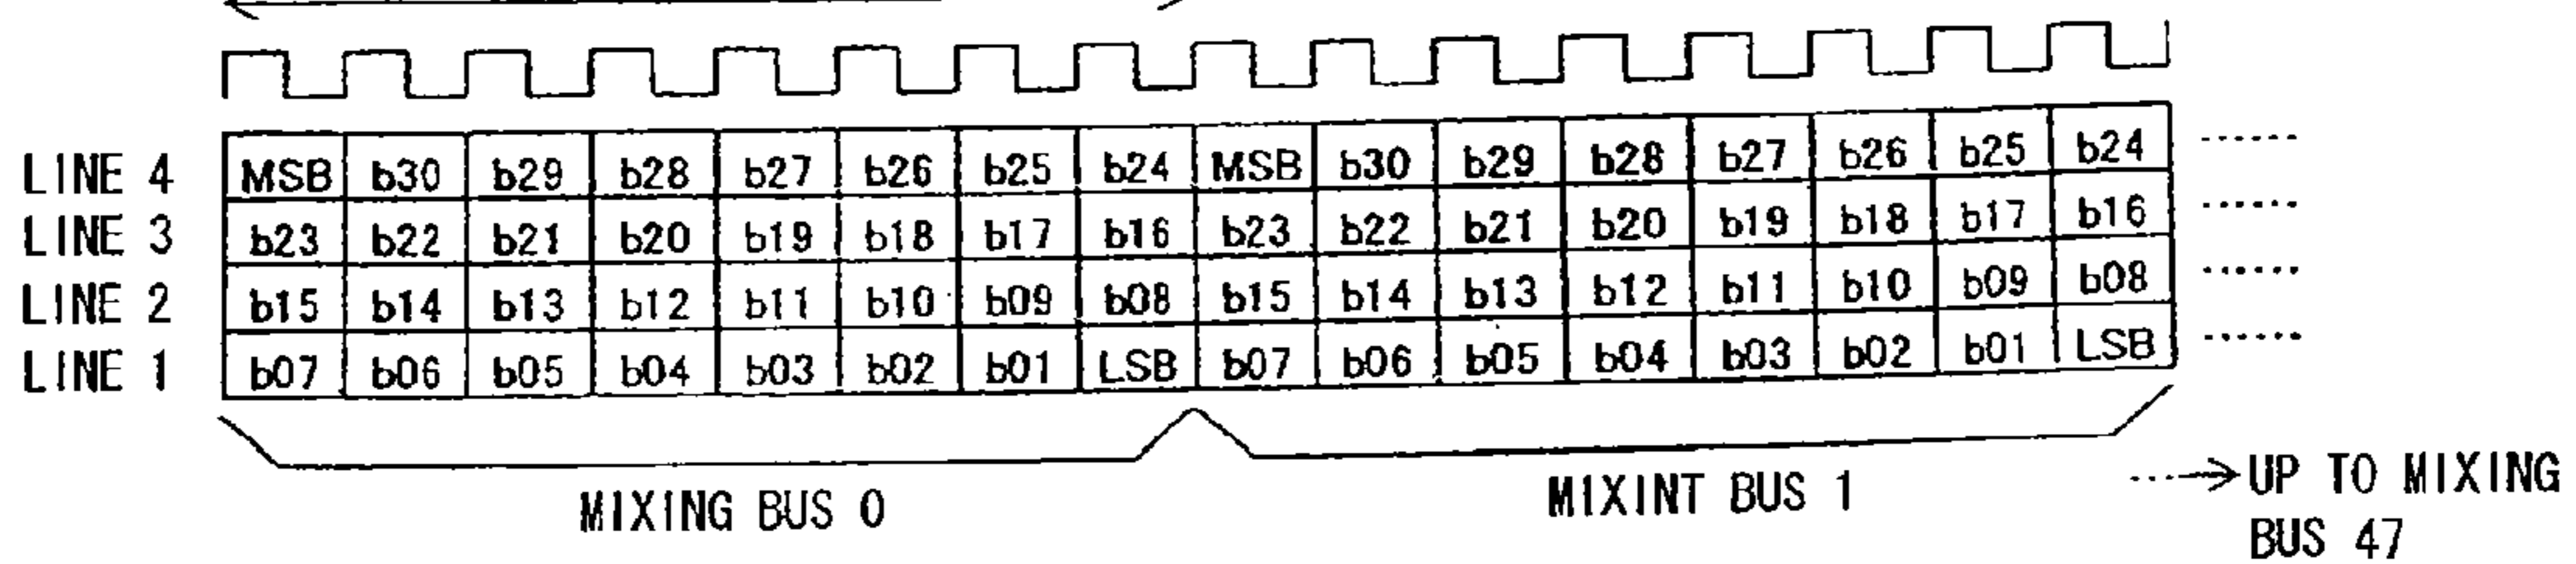 LINE 4 MSB b30 b29 b28 b27 b26 b25 b24 MSB b30 b29 b28 b27 b26 b25 b24 ......
LINE 3 b23 b22 b21 b20 b19 b18 b17 b16 b23 b22 b21 b20 b19 b18 b17 b16 ......
LINE 2 b15 b14 b13 b12 b11 b10 b09 b08 b15 b14 b13 b12 b11 b10 b09 b08 ......
LINE 1 b07 b06 b05 b04 b03 b02 b01 LSB b07 b06 b05 b04 b03 b02 b01 LSB ......
MIXING BUS 0 MIXINT BUS 1 ...→ UP TO MIXING
BUS 47